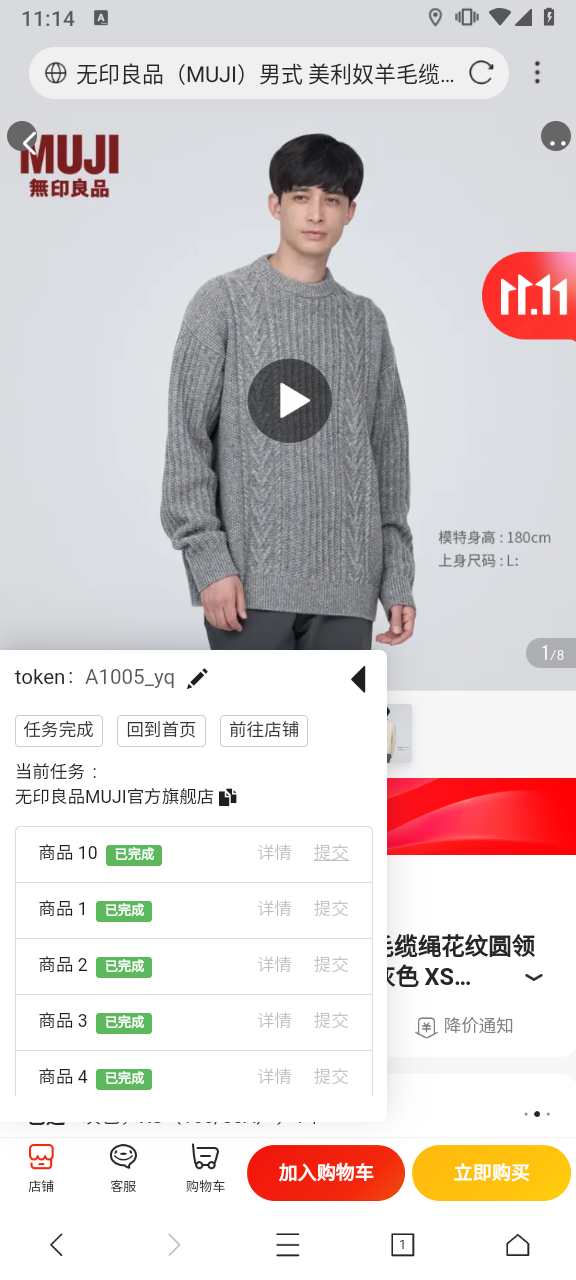 11:14
A
无印良品（MUJI）男式 美利奴羊毛缆...
MUJI
無印良品
11.11
模特身高 : 180cm
上身尺码 : L:
1/8
token： A1005_yq
任务完成
回到首页
前往店铺
当前任务 ：
无印良品MUJI官方旗舰店
商品 10 已完成 详情 提交
商品 1 已完成 详情 提交
商品 2 已完成 详情 提交
商品 3 已完成 详情 提交
商品 4 已完成 详情 提交
毛缆绳花纹圆领
灰色 XS...
降价通知
店铺
客服
购物车
加入购物车
立即购买
1